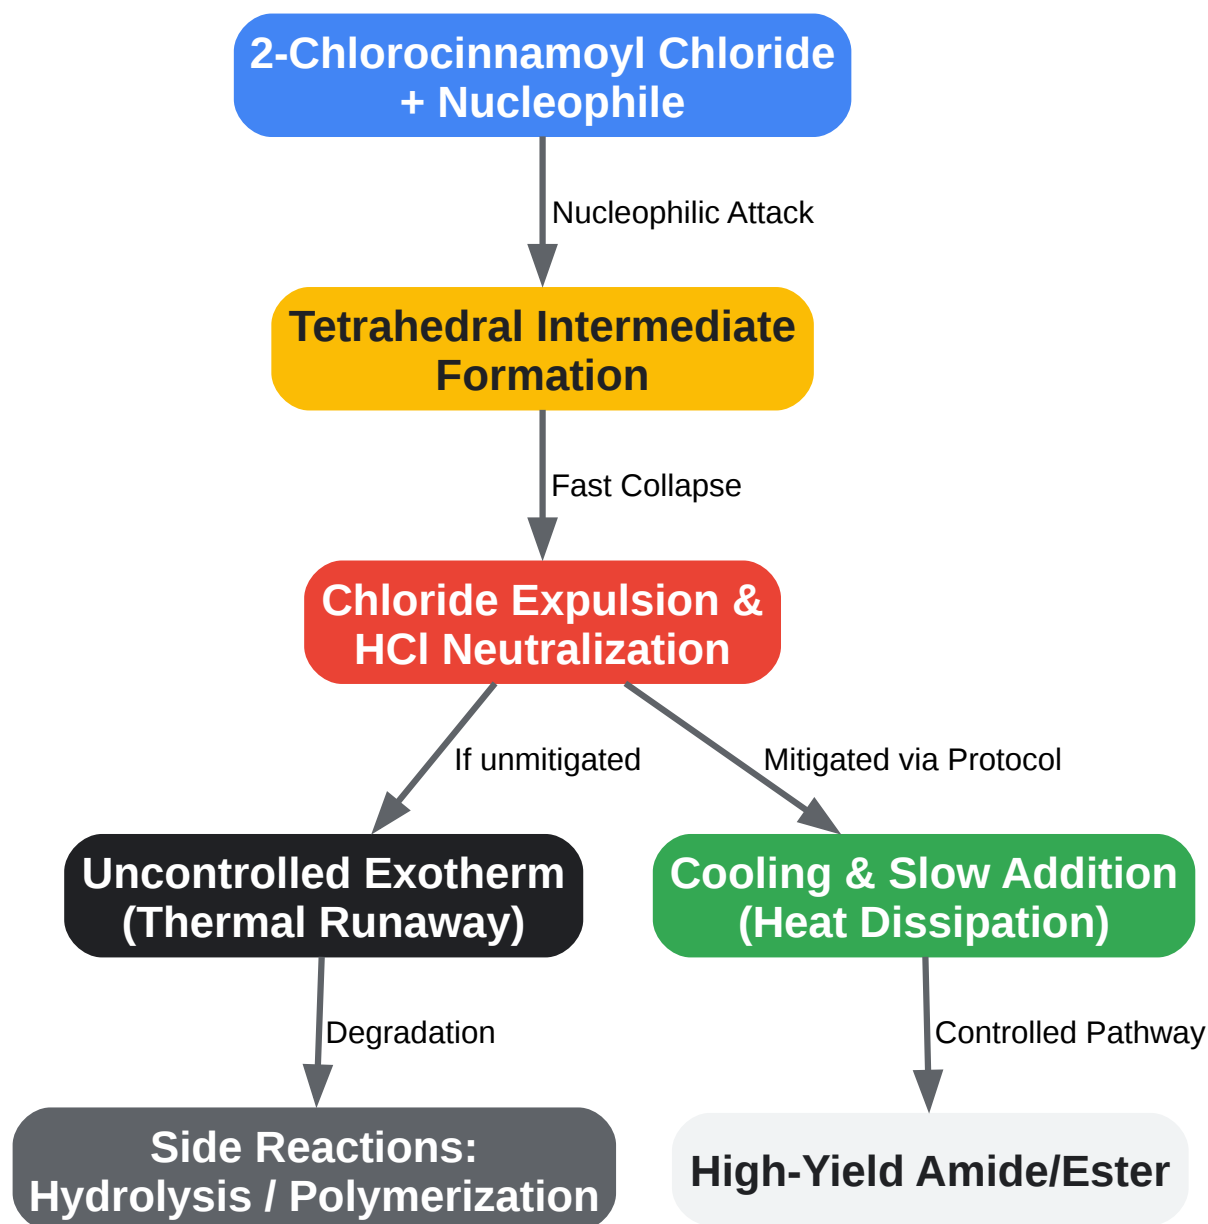 2-Chlorocinnamoyl Chloride
+ Nucleophile
Nucleophilic Attack
Tetrahedral Intermediate
Formation
Fast Collapse
Chloride Expulsion &
HCl Neutralization
If unmitigated
Mitigated via Protocol
Uncontrolled Exotherm
(Thermal Runaway)
Cooling & Slow Addition
(Heat Dissipation)
Degradation
Controlled Pathway
Side Reactions:
Hydrolysis / Polymerization
High-Yield Amide/Ester